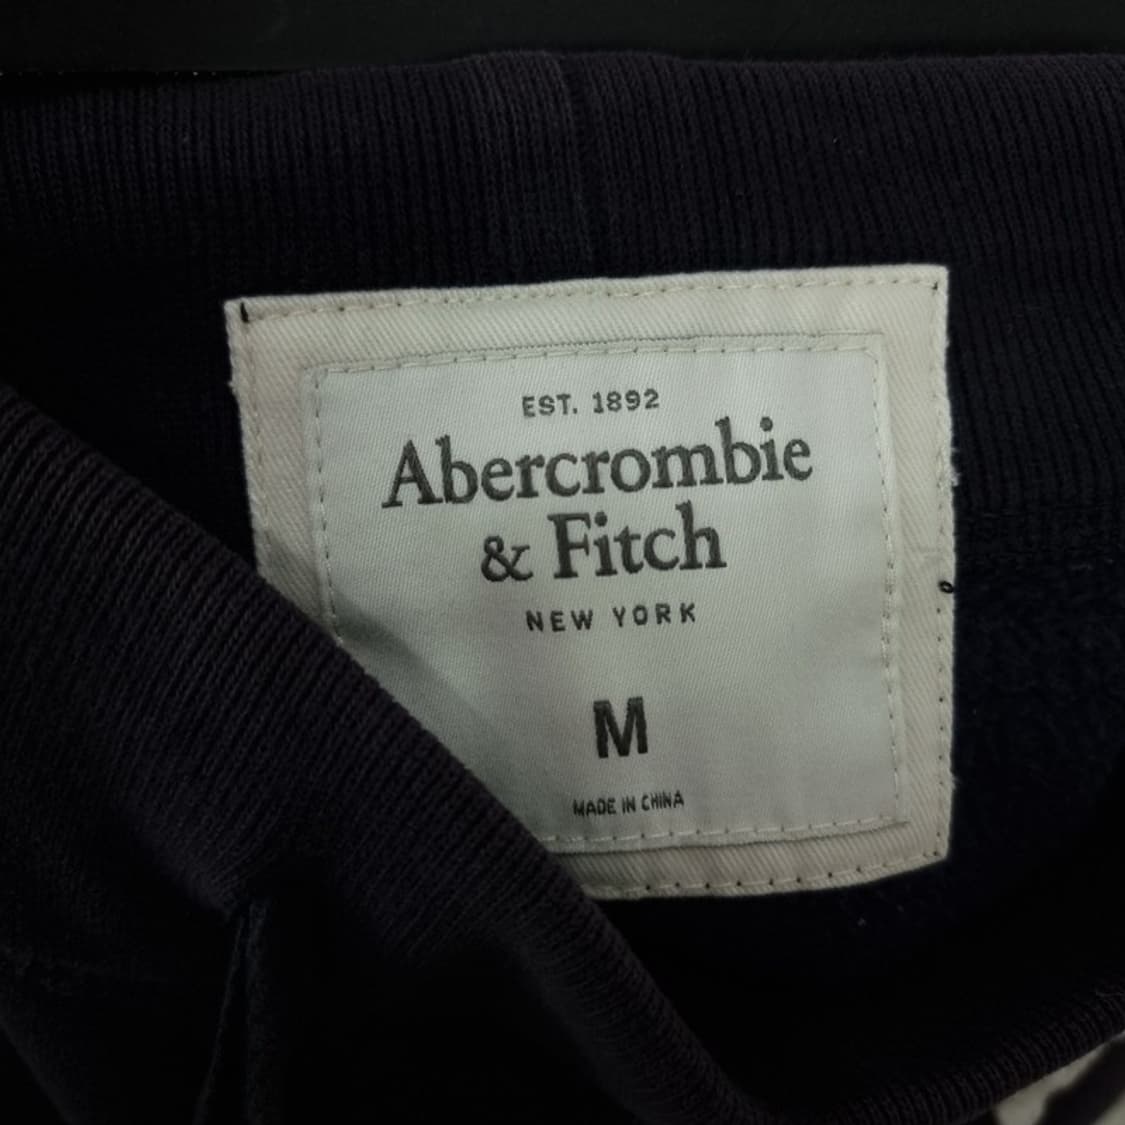 EST. 1892
Abercrombie
& Fitch
NEW YORK
M
MADE IN CHINA